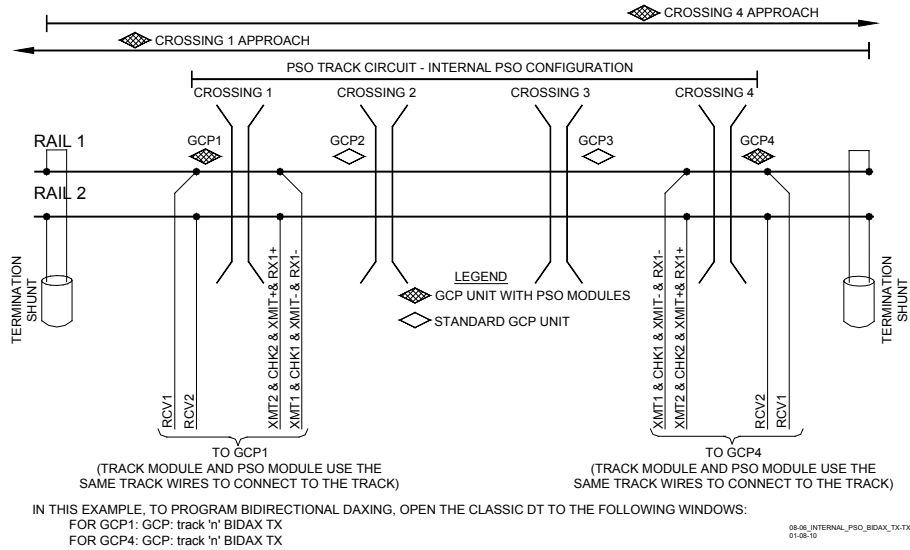 CROSSING 4 APPROACH
CROSSING 1 APPROACH
PSO TRACK CIRCUIT - INTERNAL PSO CONFIGURATION
CROSSING 1
CROSSING 2
CROSSING 3
CROSSING 4
RAIL 1
GCP1
GCP2
GCP3
GCP4
RAIL 2
TERMINATION
SHUNT
RCV1
RCV2
XMT2 & CHK2 & XMIT+& RX1+
XMT1 & CHK1 & XMIT- & RX1-
LEGEND
GCP UNIT WITH PSO MODULES
STANDARD GCP UNIT
XMT1 & CHK1 & XMIT- & RX1-
XMT2 & CHK2 & XMIT+& RX1+
RCV2
RCV1
TERMINATION
SHUNT
TO GCP1
(TRACK MODULE AND PSO MODULE USE THE
SAME TRACK WIRES TO CONNECT TO THE TRACK)
TO GCP4
(TRACK MODULE AND PSO MODULE USE THE
SAME TRACK WIRES TO CONNECT TO THE TRACK)
IN THIS EXAMPLE, TO PROGRAM BIDIRECTIONAL DAXING, OPEN THE CLASSIC DT TO THE FOLLOWING WINDOWS:
FOR GCP1: GCP: track 'n' BIDAX TX
FOR GCP4: GCP: track 'n' BIDAX TX
08-06_INTERNAL_PSO_BIDAX_TX-TX
01-08-10